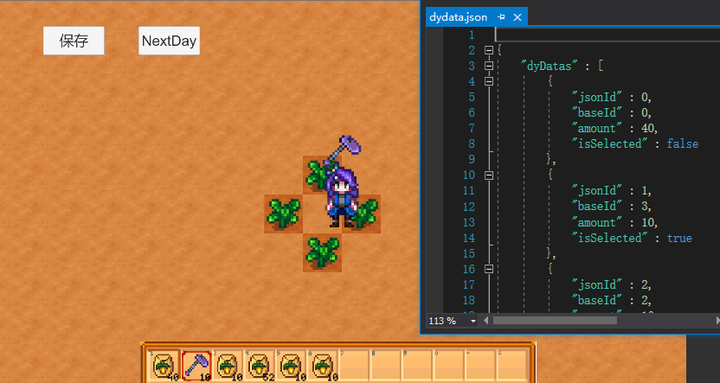 保存
NextDay
dydata.json
1
2 {
3 "dyDatas" : [
4 {
5 "jsonId" : 0,
6 "baseId" : 0,
7 "amount" : 40,
8 "isSelected" : false
9 },
10 {
11 "jsonId" : 1,
12 "baseId" : 3,
13 "amount" : 10,
14 "isSelected" : true
15 },
16 {
17 "jsonId" : 2,
18 "baseId" : 2,
113 %
40 10 10 52 10 10